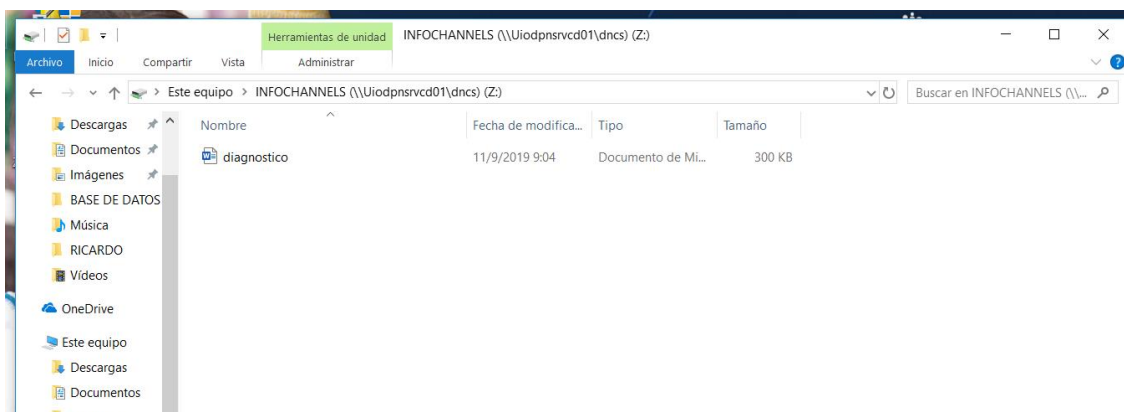 Herramientas de unidad INFOCHANNELS (\\Uiodpnsrvcd01\dncs) (Z:)
Archivo Inicio Compartir Vista Administrar
Este equipo > INFOCHANNELS (\\Uiodpnsrvcd01\dncs) (Z:) Buscar en INFOCHANNELS (\\...
Descargas Nombre Fecha de modifica... Tipo Tamaño
Documentos diagnostico 11/9/2019 9:04 Documento de Mi... 300 KB
Imágenes
BASE DE DATOS
Música
RICARDO
Vídeos
OneDrive
Este equipo
Descargas
Documentos